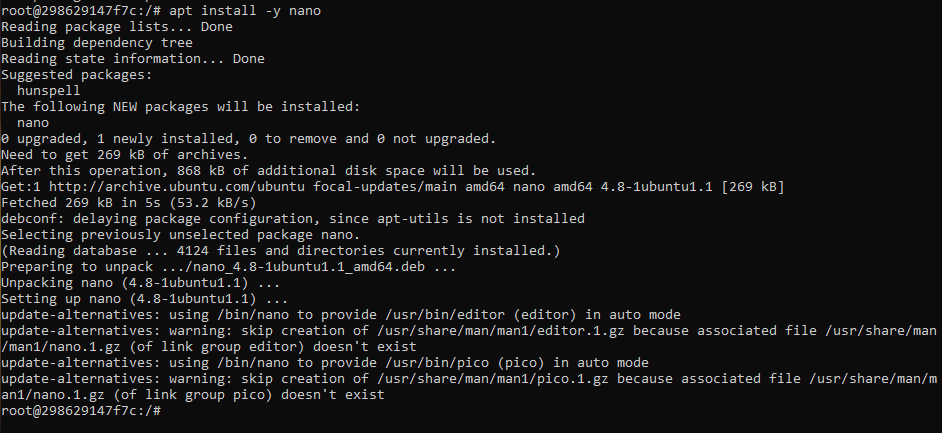 root@298629147f7c:/# apt install -y nano
Reading package lists... Done
Building dependency tree
Reading state information... Done
Suggested packages:
  hunspell
The following NEW packages will be installed:
  nano
0 upgraded, 1 newly installed, 0 to remove and 0 not upgraded.
Need to get 269 kB of archives.
After this operation, 868 kB of additional disk space will be used.
Get:1 http://archive.ubuntu.com/ubuntu focal-updates/main amd64 nano amd64 4.8-1ubuntu1.1 [269 kB]
Fetched 269 kB in 5s (53.2 kB/s)
debconf: delaying package configuration, since apt-utils is not installed
Selecting previously unselected package nano.
(Reading database ... 4124 files and directories currently installed.)
Preparing to unpack .../nano_4.8-1ubuntu1.1_amd64.deb ...
Unpacking nano (4.8-1ubuntu1.1) ...
Setting up nano (4.8-1ubuntu1.1) ...
update-alternatives: using /bin/nano to provide /usr/bin/editor (editor) in auto mode
update-alternatives: warning: skip creation of /usr/share/man/man1/editor.1.gz because associated file /usr/share/man
/man1/nano.1.gz (of link group editor) doesn't exist
update-alternatives: using /bin/nano to provide /usr/bin/pico (pico) in auto mode
update-alternatives: warning: skip creation of /usr/share/man/man1/pico.1.gz because associated file /usr/share/man/m
an1/nano.1.gz (of link group pico) doesn't exist
root@298629147f7c:/#